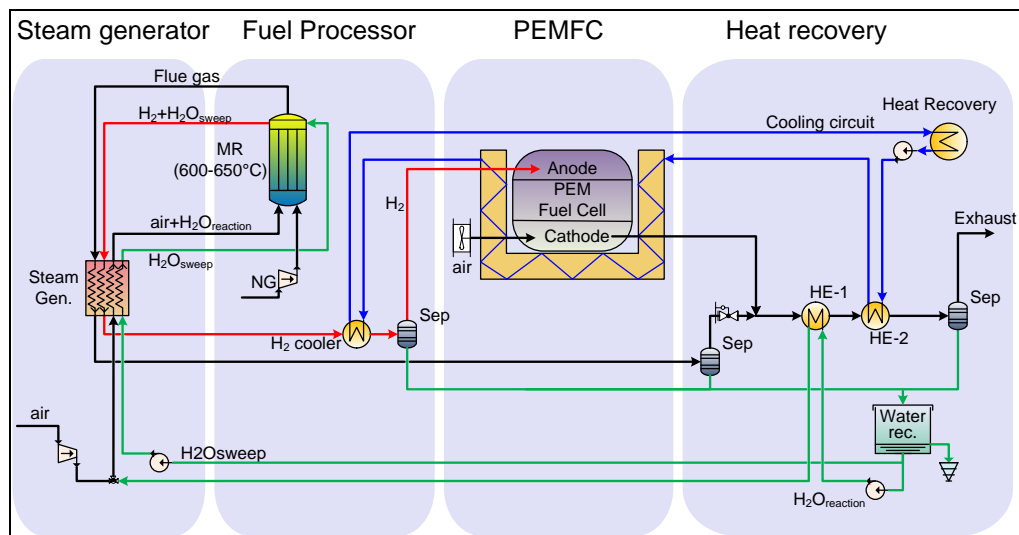 Steam generator
Fuel Processor
PEMFC
Heat recovery
Flue gas
H2+H2Osweep
MR
(600-650°C)
air+H2Oreaction
H2Osweep
Steam
Gen.
NG
H2
H2 cooler
Sep
Anode
PEM
Fuel Cell
Cathode
air
Cooling circuit
Heat Recovery
Exhaust
HE-1
HE-2
Sep
Sep
air
H2Osweep
Water
rec.
H2Oreaction